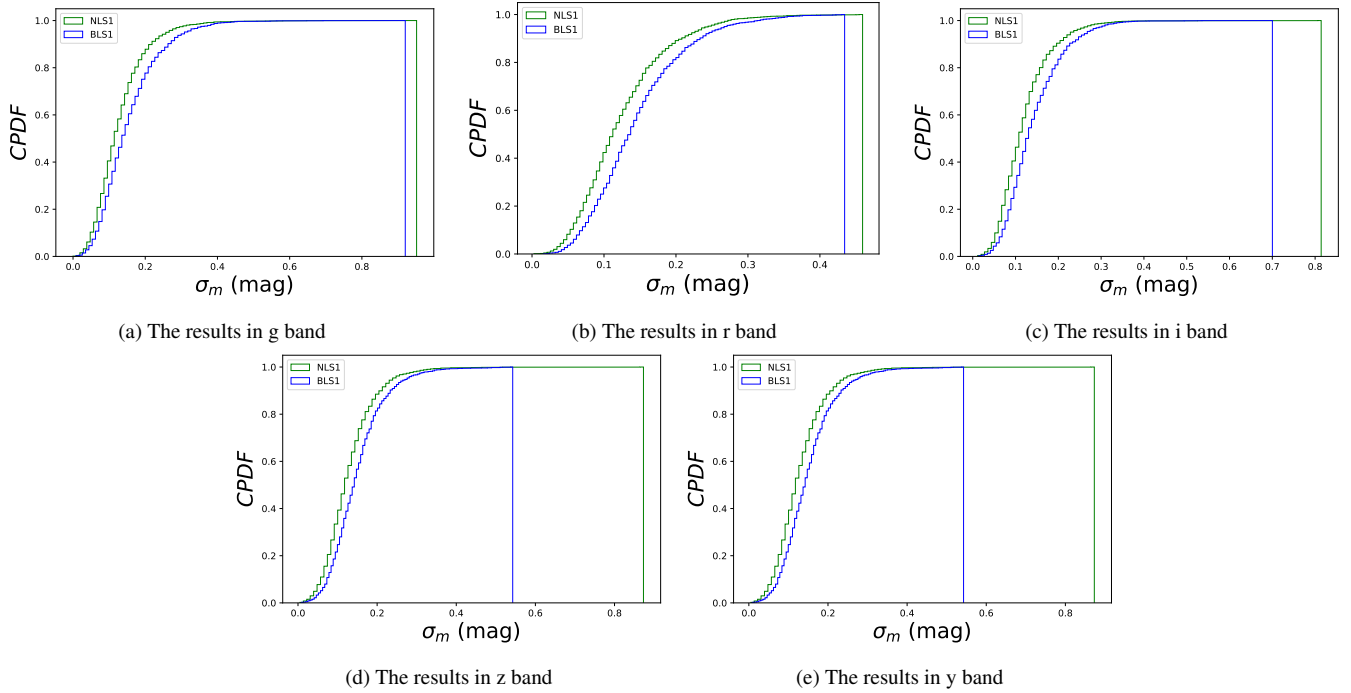 NLS1
BLS1
1.0
0.8
0.6
0.4
0.2
0.0
CPDF
0.0 0.2 0.4 0.6 0.8
σm (mag)
(a) The results in g band
NLS1
BLS1
1.0
0.8
0.6
0.4
0.2
0.0
CPDF
0.0 0.1 0.2 0.3 0.4
σm (mag)
(b) The results in r band
NLS1
BLS1
1.0
0.8
0.6
0.4
0.2
0.0
CPDF
0.0 0.1 0.2 0.3 0.4 0.5 0.6 0.7 0.8
σm (mag)
(c) The results in i band
NLS1
BLS1
1.0
0.8
0.6
0.4
0.2
0.0
CPDF
0.0 0.2 0.4 0.6 0.8
σm (mag)
(d) The results in z band
NLS1
BLS1
1.0
0.8
0.6
0.4
0.2
0.0
CPDF
0.0 0.2 0.4 0.6 0.8
σm (mag)
(e) The results in y band